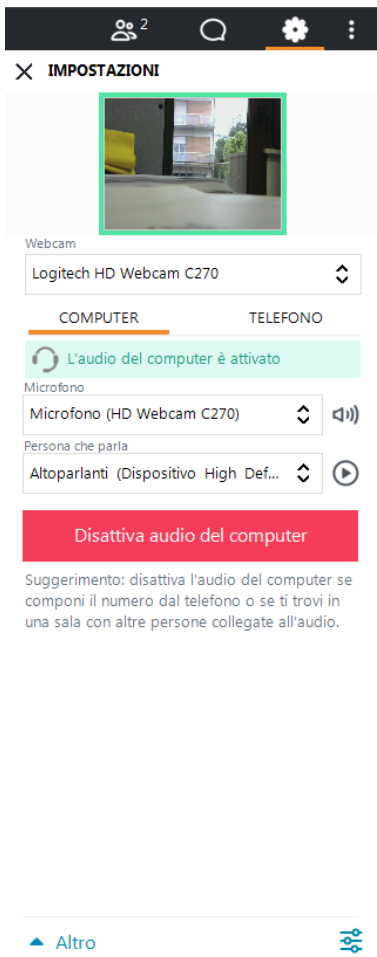 2
IMPOSTAZIONI
Webcam
Logitech HD Webcam C270
COMPUTER TELEFONO
L'audio del computer è attivato
Microfono
Microfono (HD Webcam C270)
Persona che parla
Altoparlanti (Dispositivo High Def...
Disattiva audio del computer
Suggerimento: disattiva l'audio del computer se
componi il numero dal telefono o se ti trovi in
una sala con altre persone collegate all'audio.
Altro